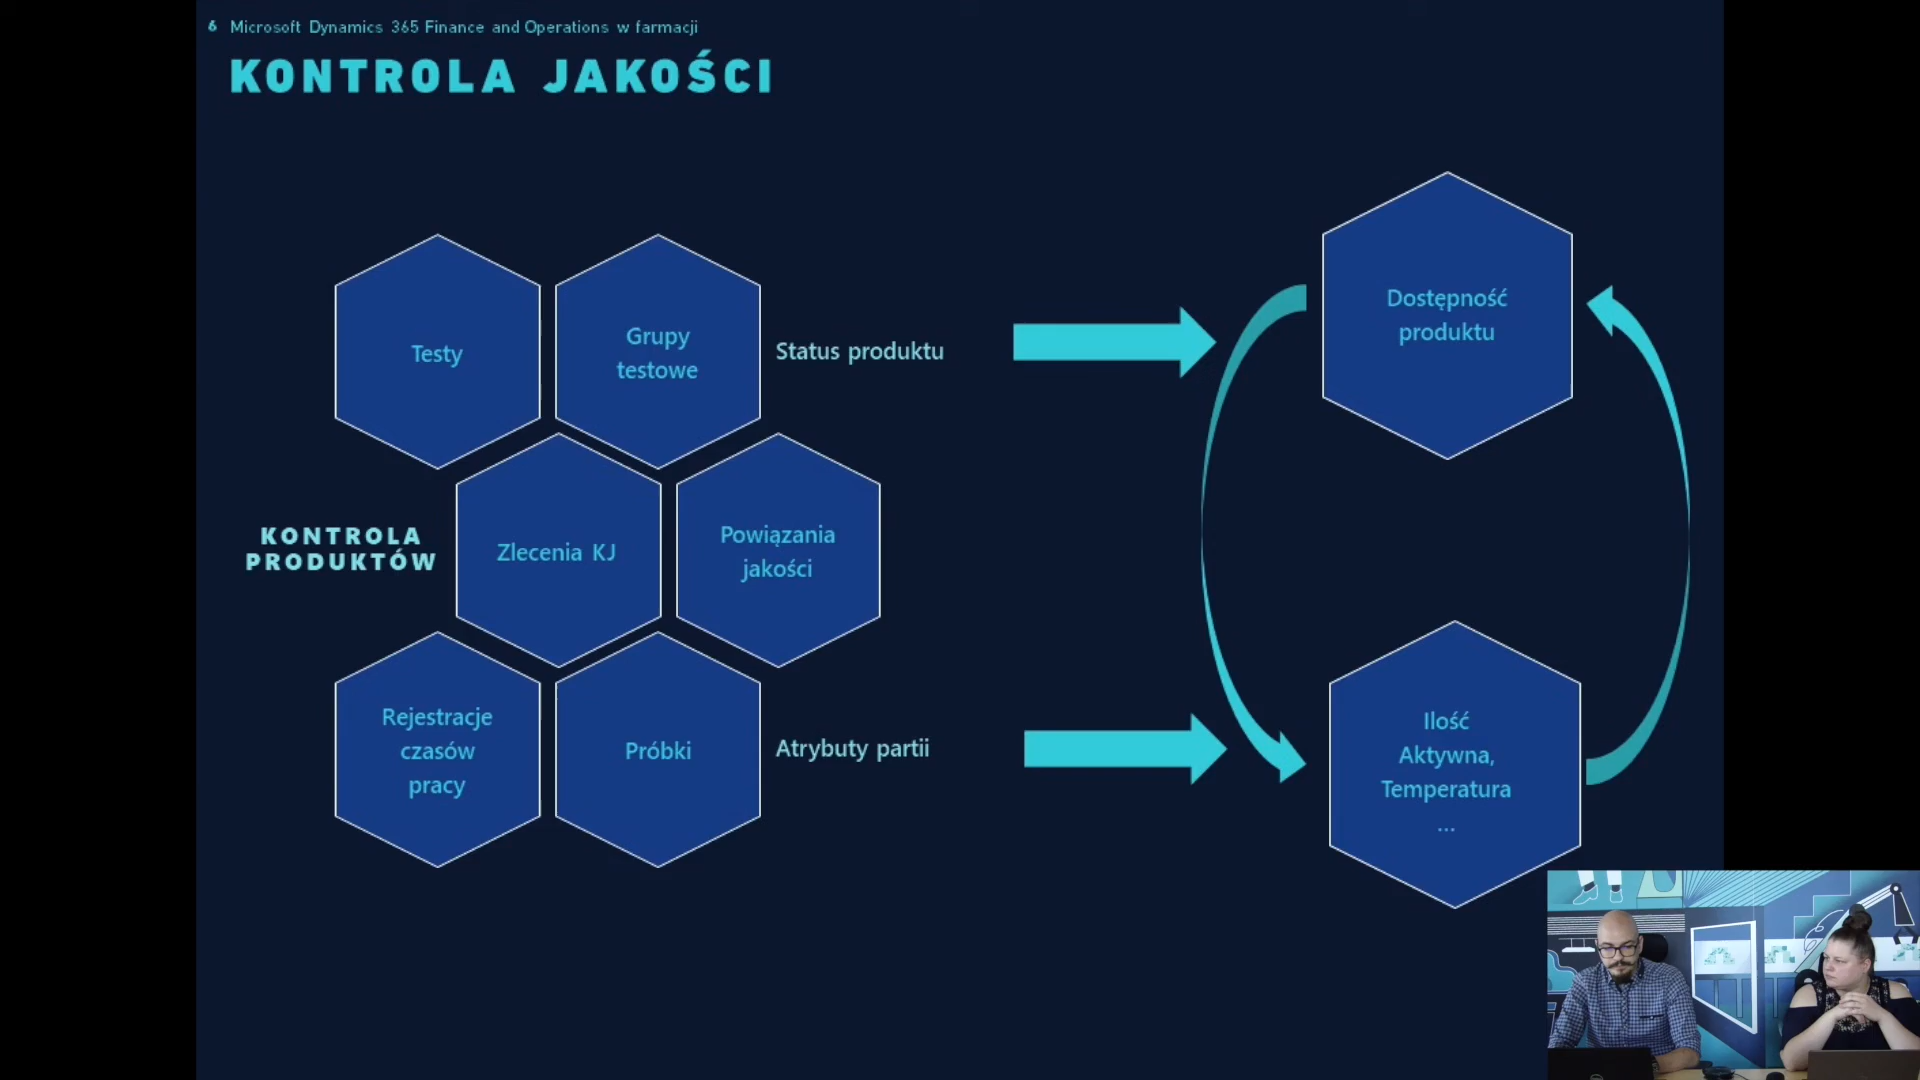 6 Microsoft Dynamics 365 Finance and Operations w farmacji
KONTROLA JAKOŚCI
Testy
Grupy
testowe
Status produktu
Dostępność
produktu
KONTROLA
PRODUKTÓW
Zlecenia KJ
Powiązania
jakości
Rejestracje
czasów
pracy
Próbki
Atrybuty partii
Ilość
Aktywna,
Temperatura
...